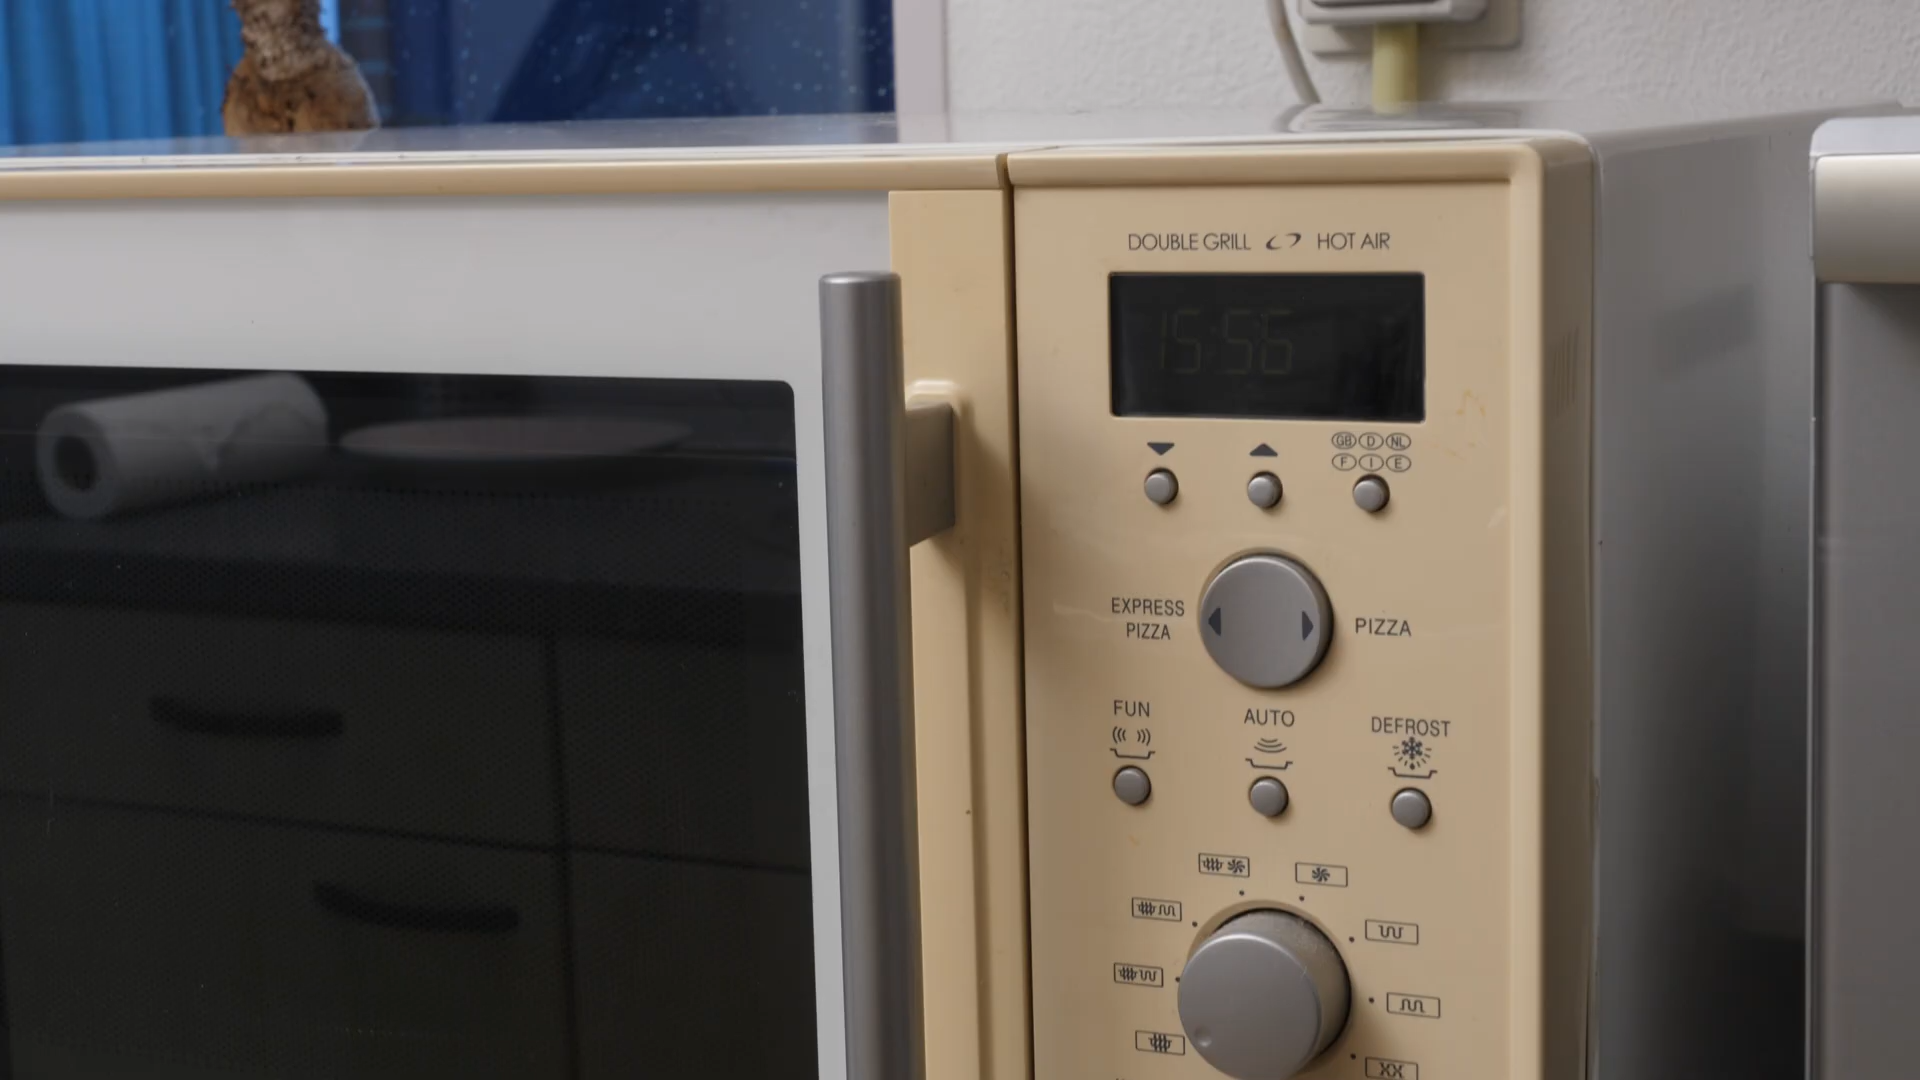 DOUBLE GRILL HOT AIR
15:56
GB D NL
F I E
EXPRESS
PIZZA
PIZZA
FUN
AUTO
DEFROST
XX